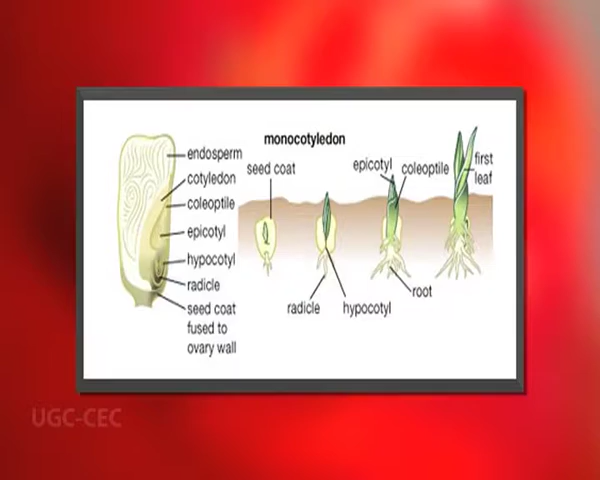 monocotyledon
endosperm
cotyledon
coleoptile
epicotyl
hypocotyl
radicle
seed coat
fused to
ovary wall
seed coat
radicle
hypocotyl
epicotyl
coleoptile
root
first
leaf
UGC-CEC